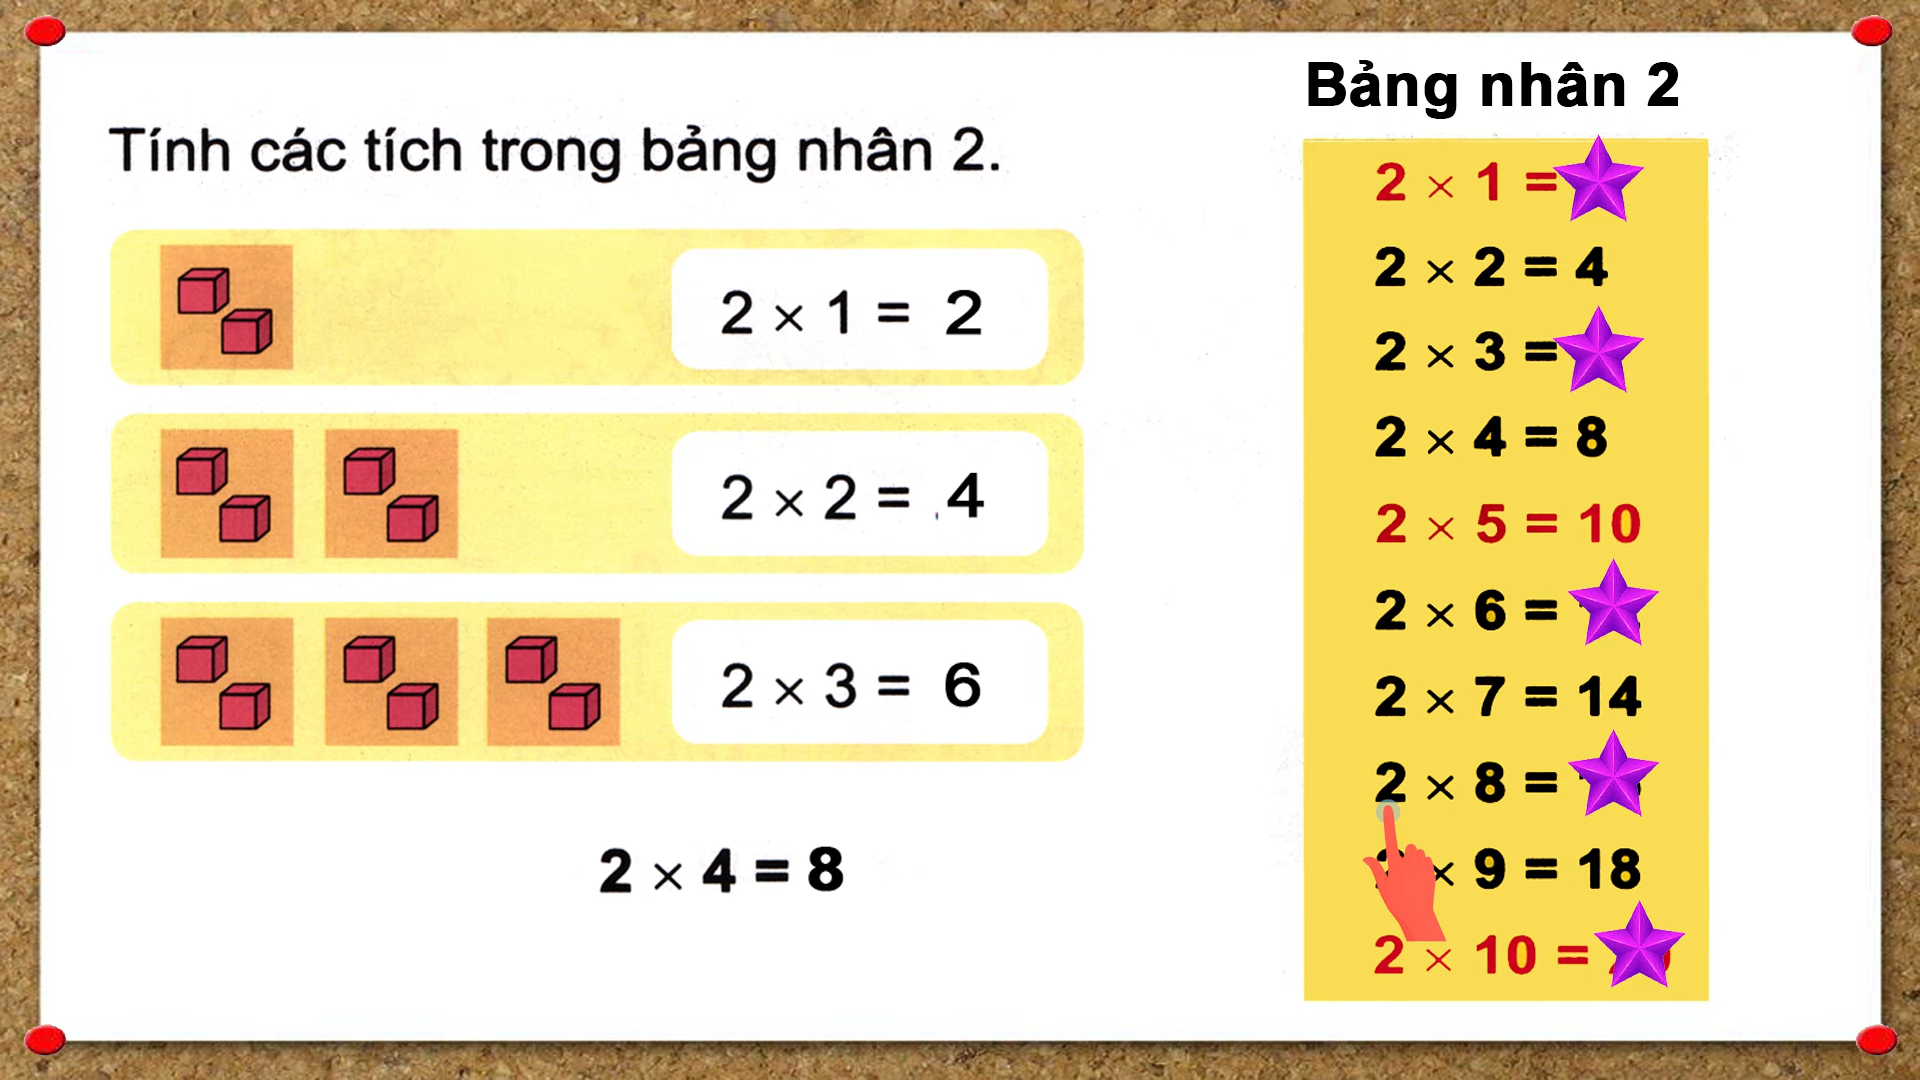 Tính các tích trong bảng nhân 2.
2 × 1 = 2
2 × 2 = 4
2 × 3 = 6
2 × 4 = 8
Bảng nhân 2
2 × 1 =
2 × 2 = 4
2 × 3 =
2 × 4 = 8
2 × 5 = 10
2 × 6 =
2 × 7 = 14
2 × 8 =
× 9 = 18
2 × 10 =